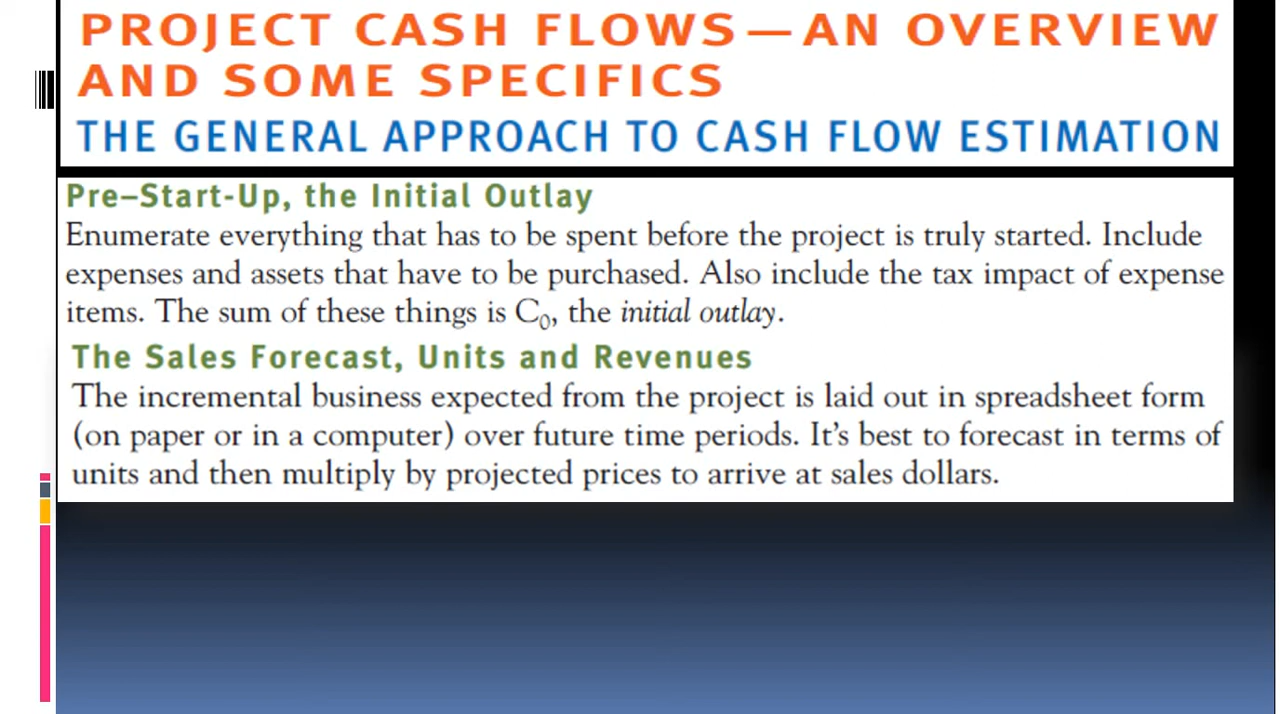 PROJECT CASH FLOWS—AN OVERVIEW
AND SOME SPECIFICS
THE GENERAL APPROACH TO CASH FLOW ESTIMATION
Pre–Start-Up, the Initial Outlay
Enumerate everything that has to be spent before the project is truly started. Include
expenses and assets that have to be purchased. Also include the tax impact of expense
items. The sum of these things is C₀, the initial outlay.
The Sales Forecast, Units and Revenues
The incremental business expected from the project is laid out in spreadsheet form
(on paper or in a computer) over future time periods. It’s best to forecast in terms of
units and then multiply by projected prices to arrive at sales dollars.